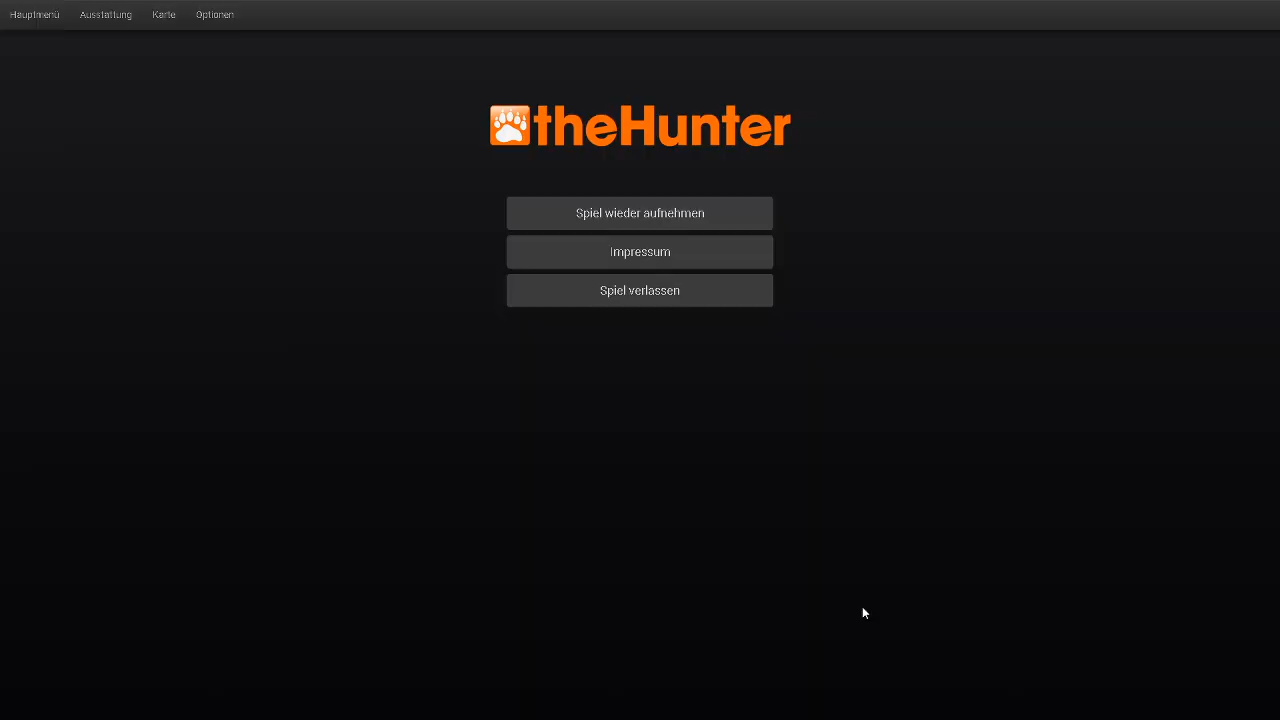 Hauptmenü Ausstattung Karte Optionen
theHunter
Spiel wieder aufnehmen
Impressum
Spiel verlassen